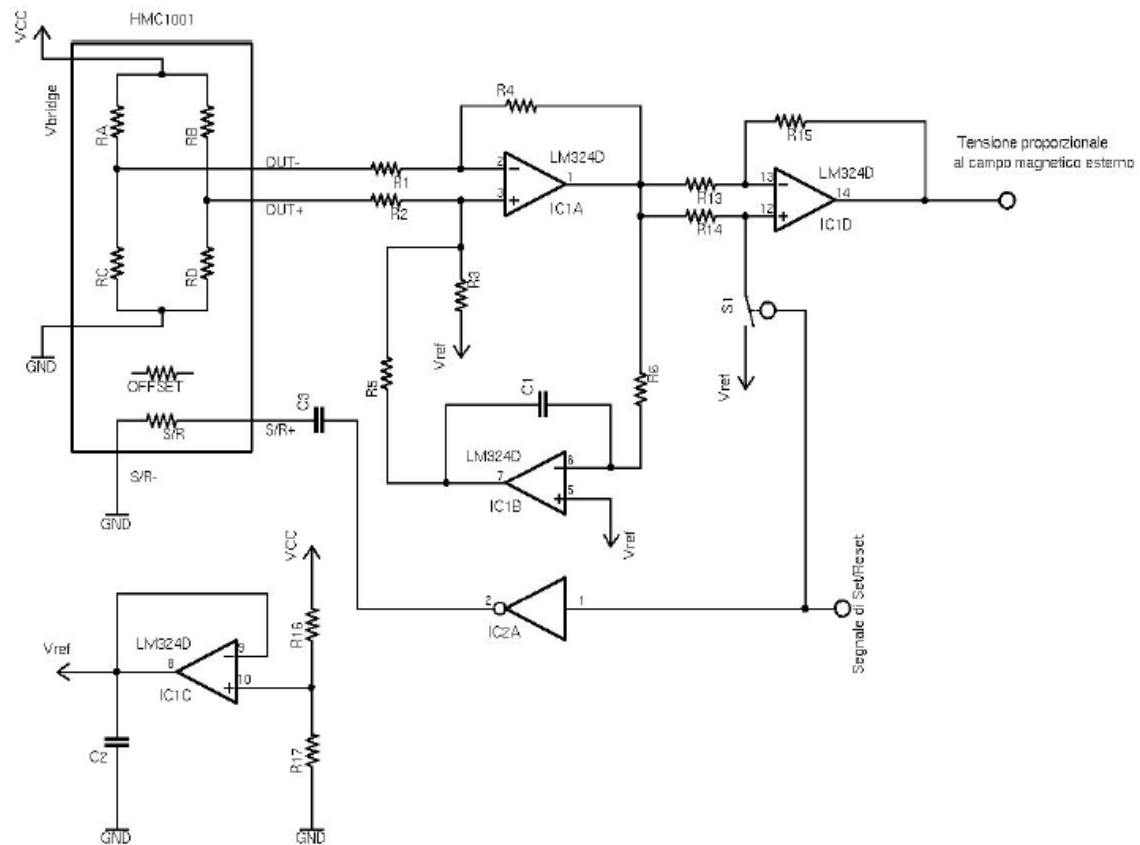 HMC1001
VCC
Vbridge
RA
RB
OUT-
OUT+
RC
RD
GND
OFFSET
S/R
S/R+
S/R-
GND
C3
R1
R2
R4
2
3
1
LM324D
IC1A
R3
Vref
R5
C1
R6
LM324D
7
6
5
IC1B
Vref
R13
R14
R15
13
12
14
LM324D
IC1D
S1
Vref
Tensione proporzionale
al campo magnetico esterno
2
1
IC2A
Segnale di Set/Reset
VCC
R16
R17
GND
Vref
LM324D
8
9
10
IC1C
C2
GND